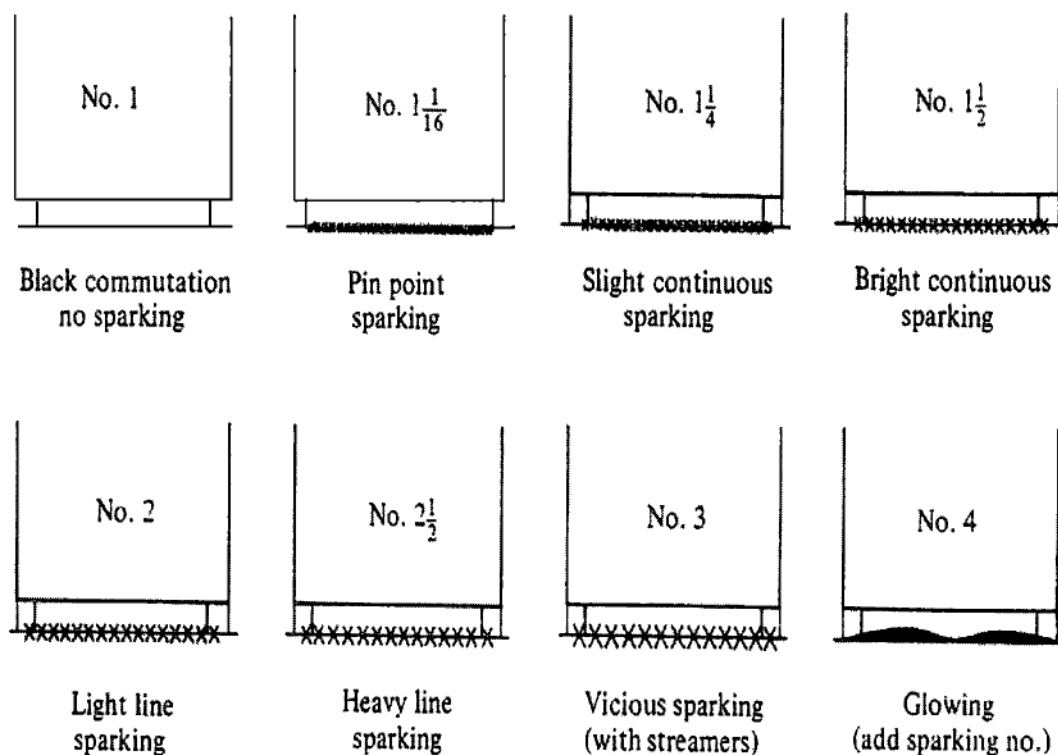 No. 1
No. 1 1/16
No. 1 1/4
No. 1 1/2
Black commutation
no sparking
Pin point
sparking
Slight continuous
sparking
Bright continuous
sparking
No. 2
No. 2 1/2
No. 3
No. 4
Light line
sparking
Heavy line
sparking
Vicious sparking
(with streamers)
Glowing
(add sparking no.)